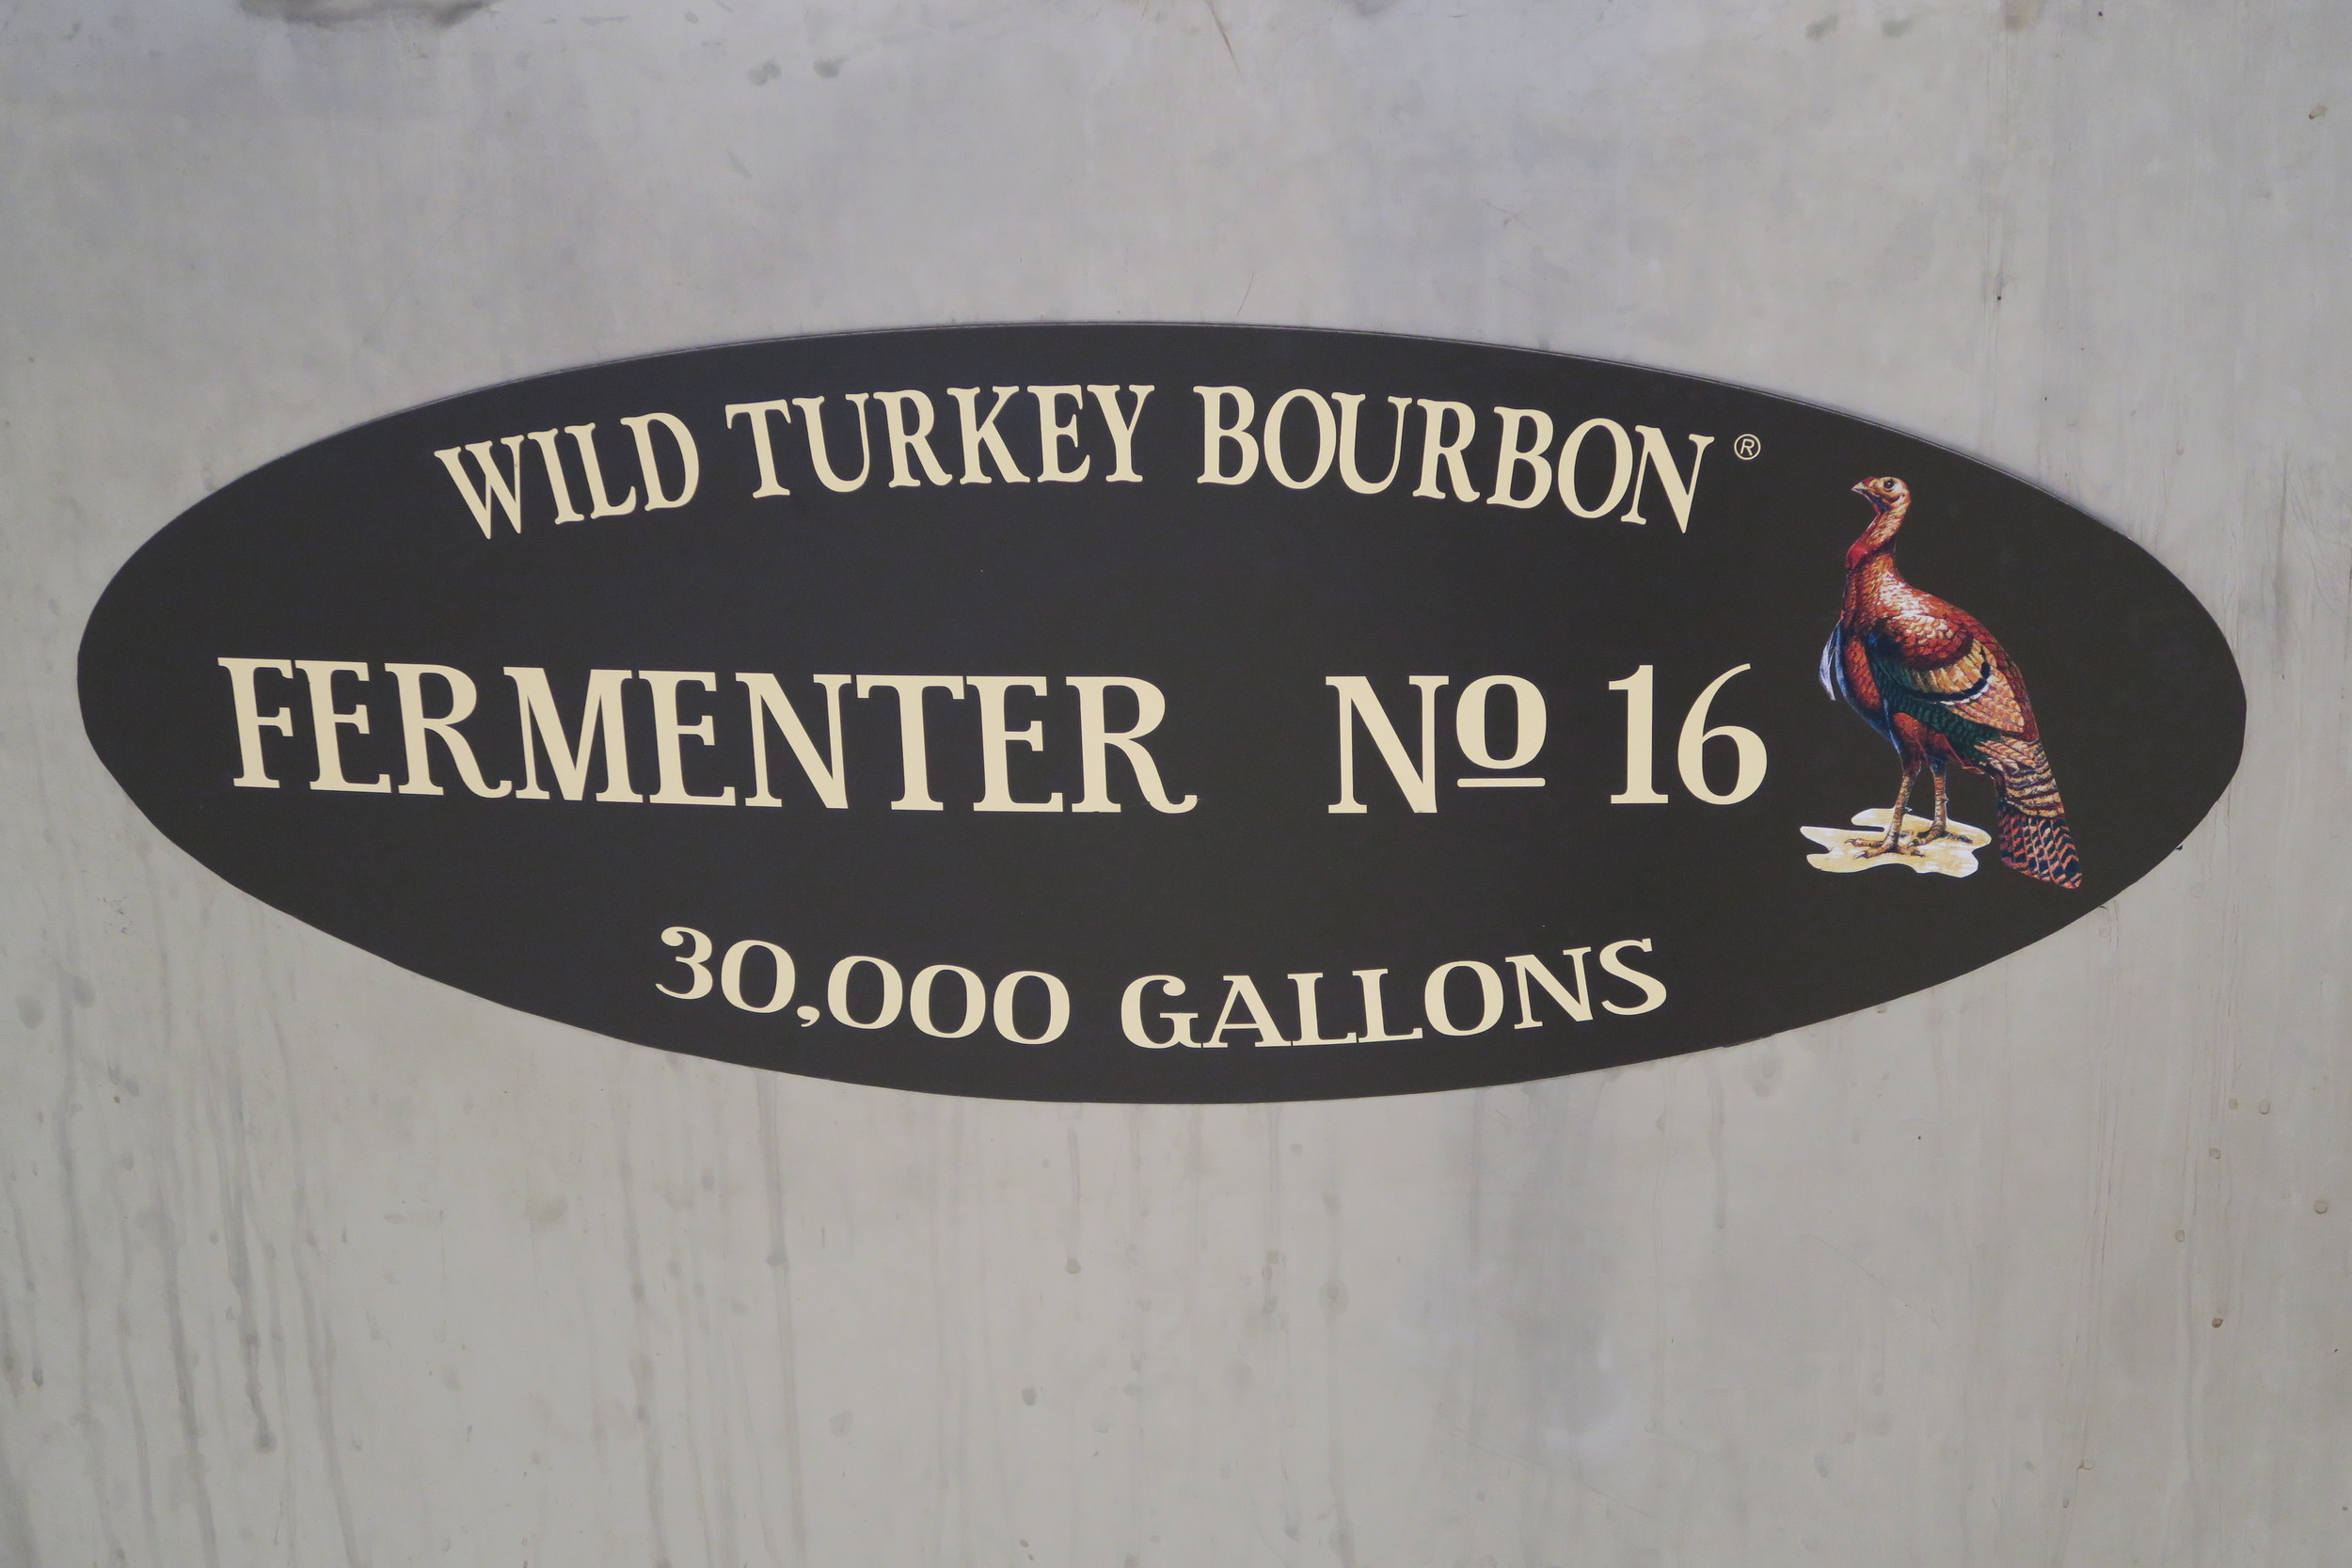 WILD TURKEY BOURBON®
FERMENTER Nº 16
30,000 GALLONS